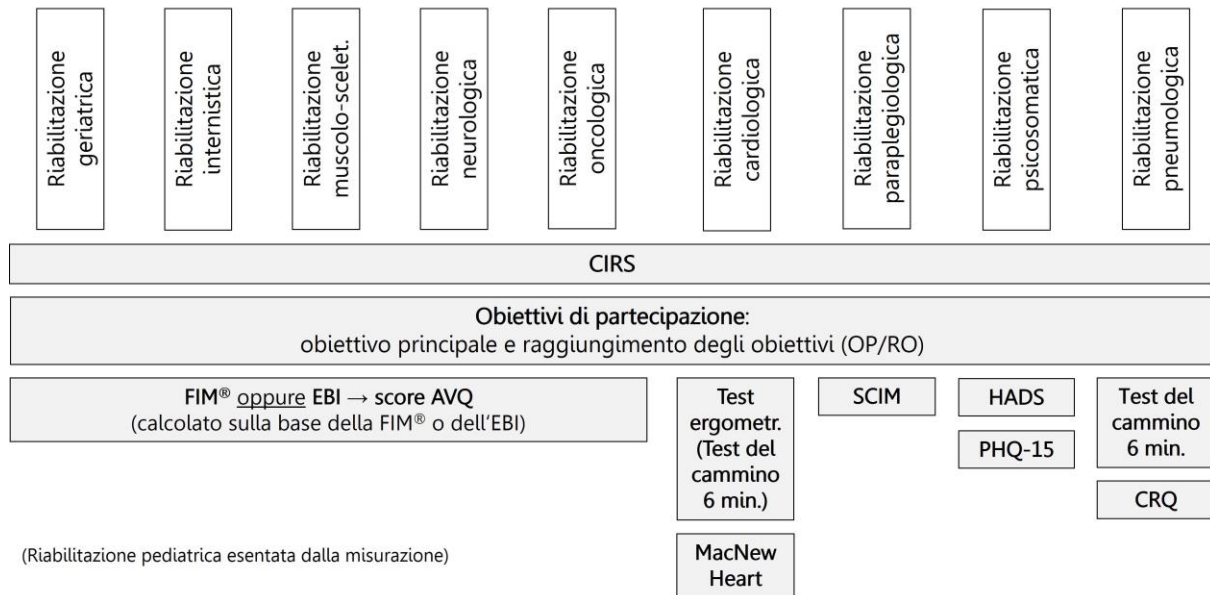 Riabilitazione
geriatrica
Riabilitazione
internistica
Riabilitazione
muscolo-scelet.
Riabilitazione
neurologica
Riabilitazione
oncologica
Riabilitazione
cardiologica
Riabilitazione
paraplegiologica
Riabilitazione
psicosomatica
Riabilitazione
pneumologica
CIRS
Obiettivi di partecipazione:
obiettivo principale e raggiungimento degli obiettivi (OP/RO)
FIM® oppure EBI → score AVQ
(calcolato sulla base della FIM® o dell'EBI)
Test
ergometr.
(Test del
cammino
6 min.)
MacNew
Heart
SCIM
HADS
PHQ-15
Test del
cammino
6 min.
CRQ
(Riabilitazione pediatrica esentata dalla misurazione)